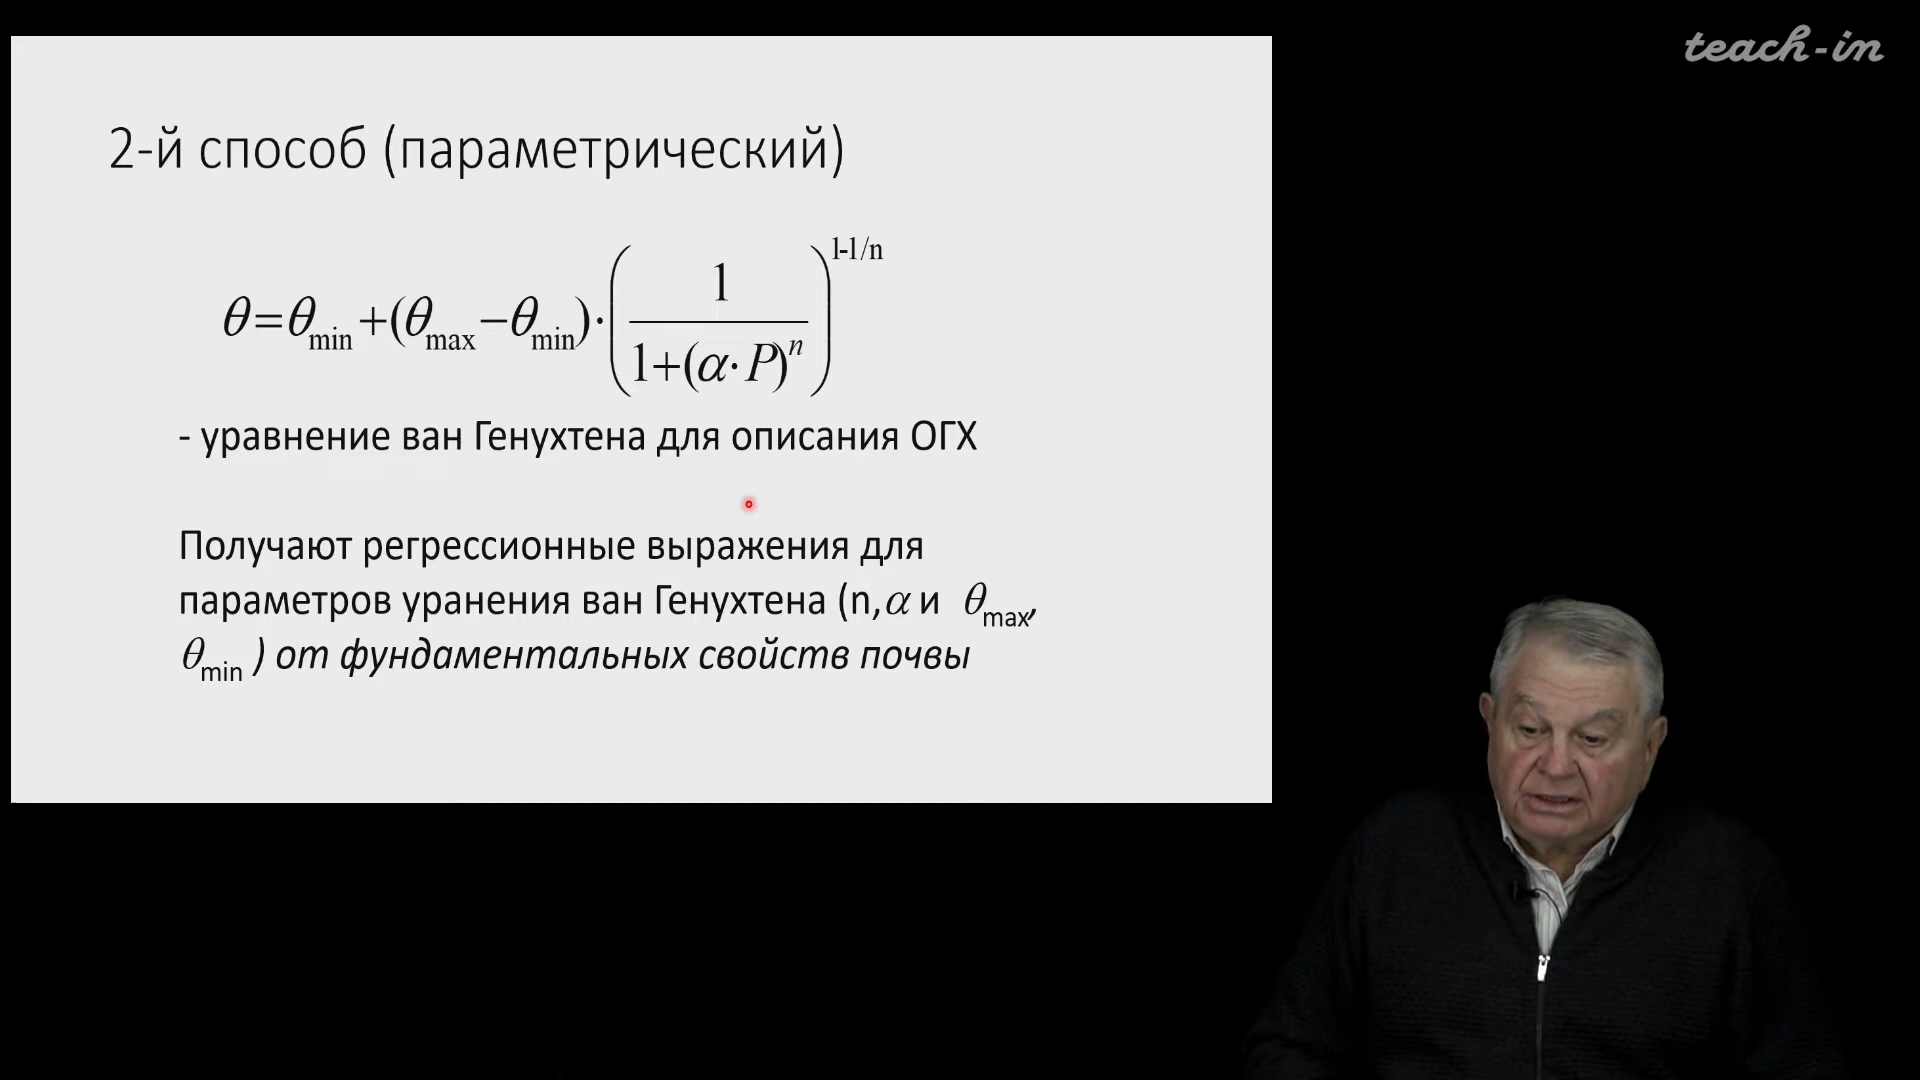 teach-in
2-й способ (параметрический)
θ=θmin+(θmax−θmin)·(1/(1+(α·P)^n))^1-1/n
- уравнение ван Генухтена для описания ОГХ
Получают регрессионные выражения для
параметров уранения ван Генухтена (n,α и θmax,
θmin ) от фундаментальных свойств почвы